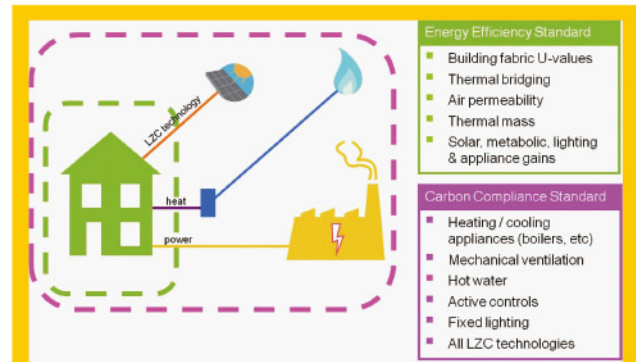 LZC technology
heat
power
Energy Efficiency Standard
Building fabric U-values
Thermal bridging
Air permeability
Thermal mass
Solar, metabolic, lighting
& appliance gains
Carbon Compliance Standard
Heating / cooling
appliances (boilers, etc)
Mechanical ventilation
Hot water
Active controls
Fixed lighting
All LZC technologies